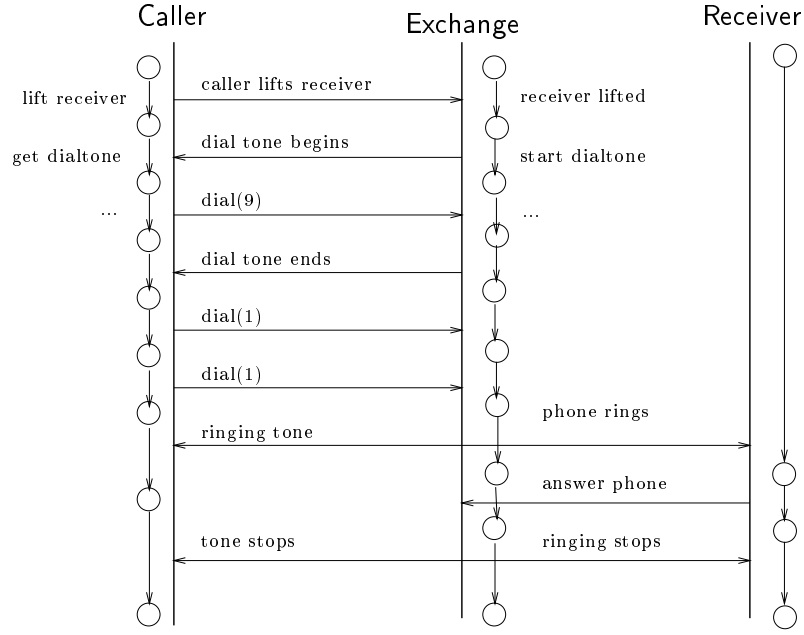 Caller
Exchange
Receiver
caller lifts receiver
lift receiver
receiver lifted
dial tone begins
get dialtone
start dialtone
dial(9)
...
...
dial tone ends
dial(1)
dial(1)
phone rings
ringing tone
answer phone
tone stops
ringing stops